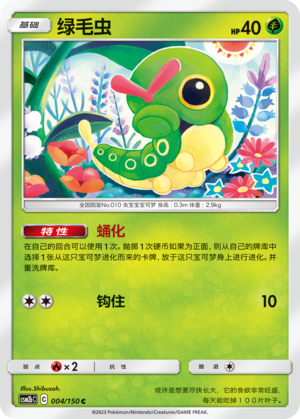 基础 绿毛虫 HP40
全国图鉴No.010 虫宝宝宝可梦 身高：0.3m 体重：2.9kg
特性 蛹化
在自己的回合可以使用1次。抛掷1次硬币如果为正面，则从自己的牌库中
选择1张从这只宝可梦进化而来的卡牌，放于这只宝可梦身上进行进化。并
重洗牌库。
钩住 10
弱点 ×2 抗性 撤退
Illus.Shibuzoh.
CSM2b C C 004/150 C
或许是想要尽快长大，它的食欲非常旺盛，
每天能吃掉１００片叶子。
©2023 Pokémon/Nintendo/Creatures/GAME FREAK.